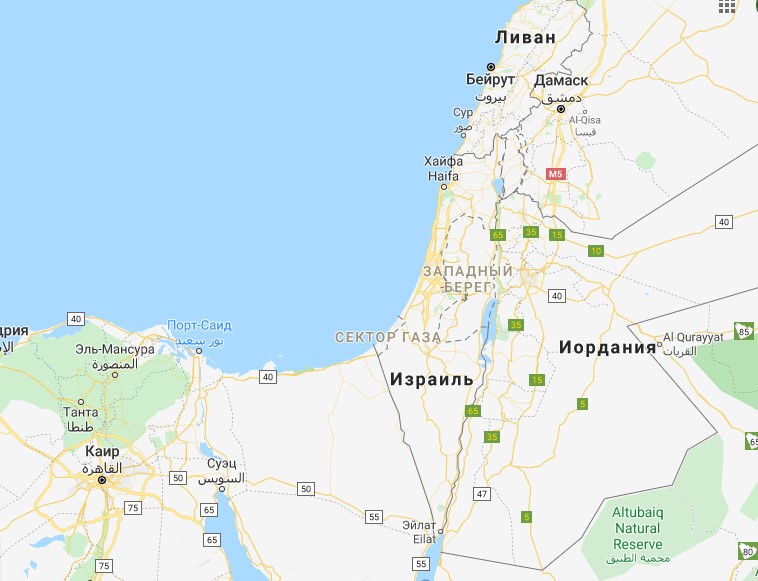 Ливан
Бейрут
بيروت
Дамаск
دمشق
Al-Qisa
قيسا
Сур
صور
Хайфа
Haifa
M5
40
65
35
15
10
ЗАПАДНЫЙ
БЕРЕГ
40
Порт-Саид
بور سعيد
40
35
СЕКТОР ГАЗА
Иордания
Al Qurayyat
القريات
85
Эль-Мансура
المنصورة
40
Израиль
15
5
65
35
Танта
طنطا
Каир
القاهرة
50
Суэц
السويس
50
47
75
65
55
5
Эйлат
Eilat
65
75
55
Altubaiq
Natural
Reserve
محمية الطبيق
80